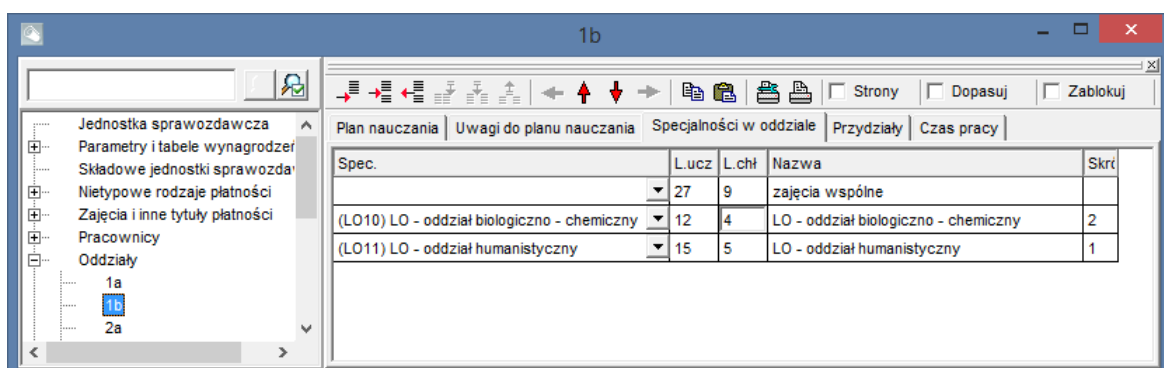 1b
Strony Dopasuj Zablokuj
Jednostka sprawozdawcza
Parametry i tabele wynagrodzeń
Składowe jednostki sprawozda
Nietypowe rodzaje płatności
Zajęcia i inne tytuły płatności
Pracownicy
Oddziały
1a
1b
2a
Plan nauczania Uwagi do planu nauczania Specjalności w oddziale Przydziały Czas pracy
Spec. L.ucz L.chł Nazwa Skró
27 9 zajęcia wspólne
(LO10) LO - oddział biologiczno - chemiczny 12 4 LO - oddział biologiczno - chemiczny 2
(LO11) LO - oddział humanistyczny 15 5 LO - oddział humanistyczny 1